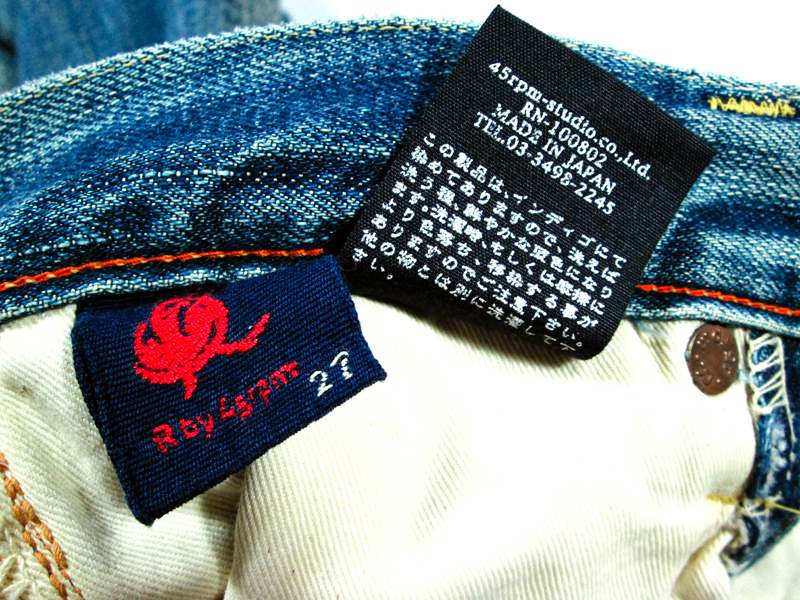 45rpm-studio.co,.Ltd.
RN-100802
MADE IN JAPAN
TEL.03-3498-2245
この製品は、インディゴにて
染めてありますので、洗えば
洗う程、鮮やかな豆色になり
ます。洗濯時、もしくは摩擦に
より、色落ち、移染する事が
ありますのでご注意下さい。
他の物とは別に洗濯して下
さい。
R by 45rpm